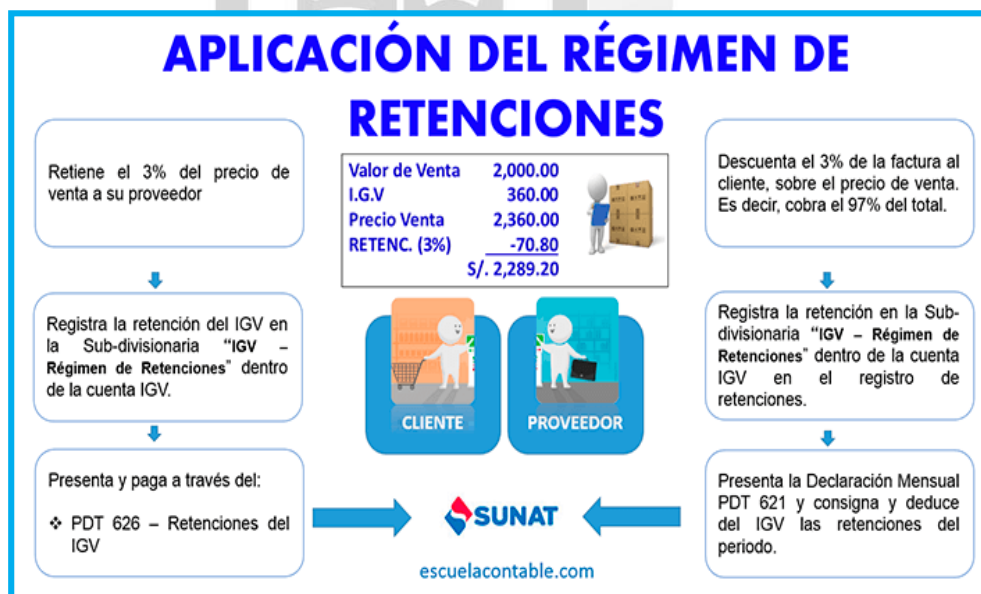 APLICACIÓN DEL RÉGIMEN DE
RETENCIONES
Retiene el 3% del precio de
venta a su proveedor
Registra la retención del IGV en
la Sub-divisionaria "IGV –
Régimen de Retenciones" dentro
de la cuenta IGV.
Presenta y paga a través del:
❖ PDT 626 – Retenciones del
IGV
Valor de Venta 2,000.00
I.G.V 360.00
Precio Venta 2,360.00
RETENC. (3%) -70.80
S/. 2,289.20
CLIENTE
PROVEEDOR
SUNAT
escuelacontable.com
Descuenta el 3% de la factura al
cliente, sobre el precio de venta.
Es decir, cobra el 97% del total.
Registra la retención en la Sub-
divisionaria "IGV – Régimen de
Retenciones" dentro de la cuenta
IGV en el registro de
retenciones.
Presenta la Declaración Mensual
PDT 621 y consigna y deduce
del IGV las retenciones del
periodo.